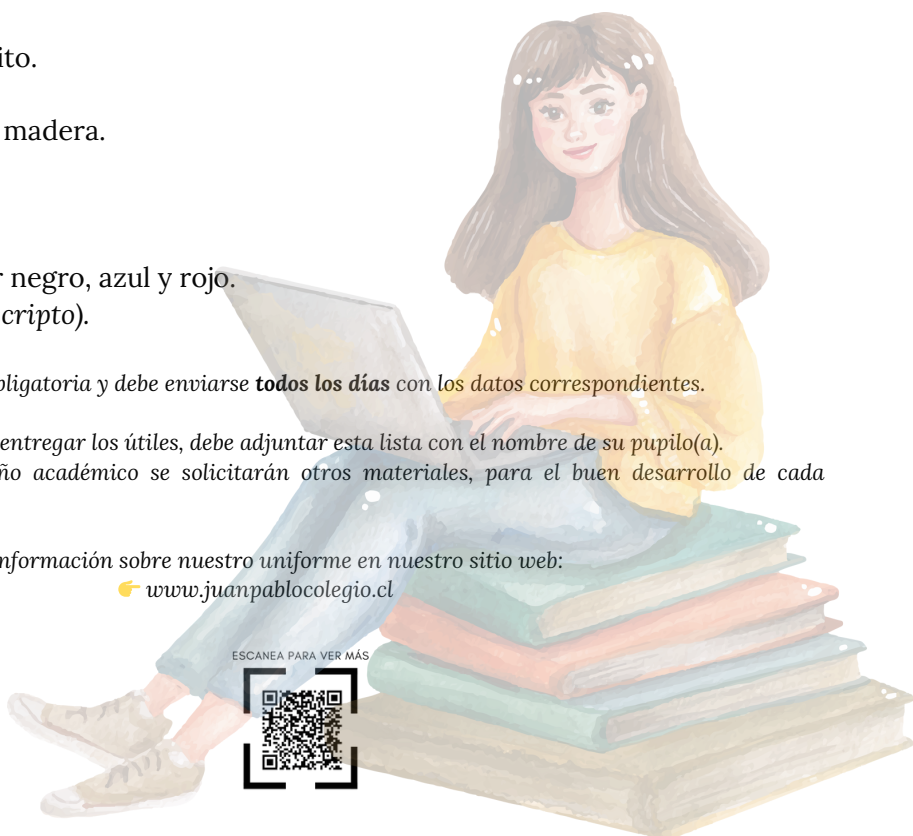 ito.
madera.
r negro, azul y rojo.
cripto).
bligatoria y debe enviarse todos los días con los datos correspondientes.
entregar los útiles, debe adjuntar esta lista con el nombre de su pupilo(a).
ño académico se solicitarán otros materiales, para el buen desarrollo de cada
nformación sobre nuestro uniforme en nuestro sitio web:
👉 www.juanpablocolegio.cl
ESCANEA PARA VER MÁS